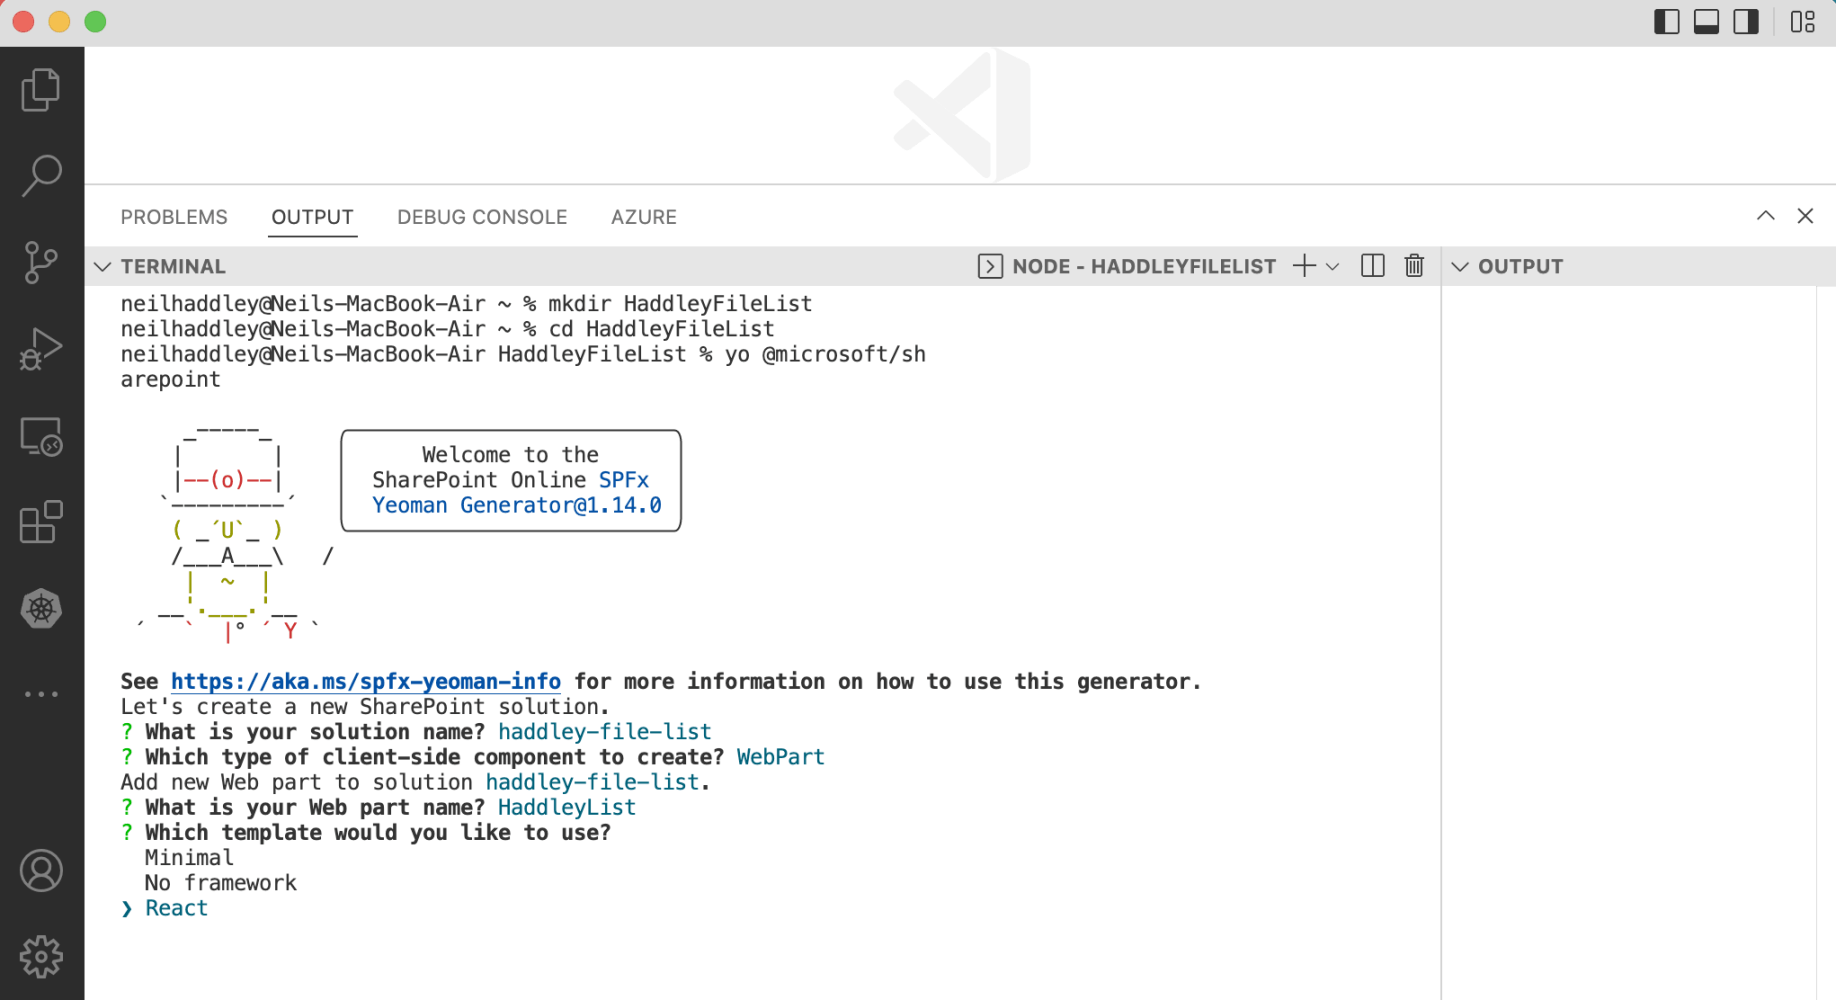 PROBLEMS OUTPUT DEBUG CONSOLE AZURE
TERMINAL NODE - HADDLEYFILELIST OUTPUT
neilhaddley@Neils-MacBook-Air ~ % mkdir HaddleyFileList
neilhaddley@Neils-MacBook-Air ~ % cd HaddleyFileList
neilhaddley@Neils-MacBook-Air HaddleyFileList % yo @microsoft/sh
arepoint
Welcome to the
SharePoint Online SPFx
Yeoman Generator@1.14.0
See https://aka.ms/spfx-yeoman-info for more information on how to use this generator.
Let's create a new SharePoint solution.
? What is your solution name? haddley-file-list
? Which type of client-side component to create? WebPart
Add new Web part to solution haddley-file-list.
? What is your Web part name? HaddleyList
? Which template would you like to use?
Minimal
No framework
❯ React